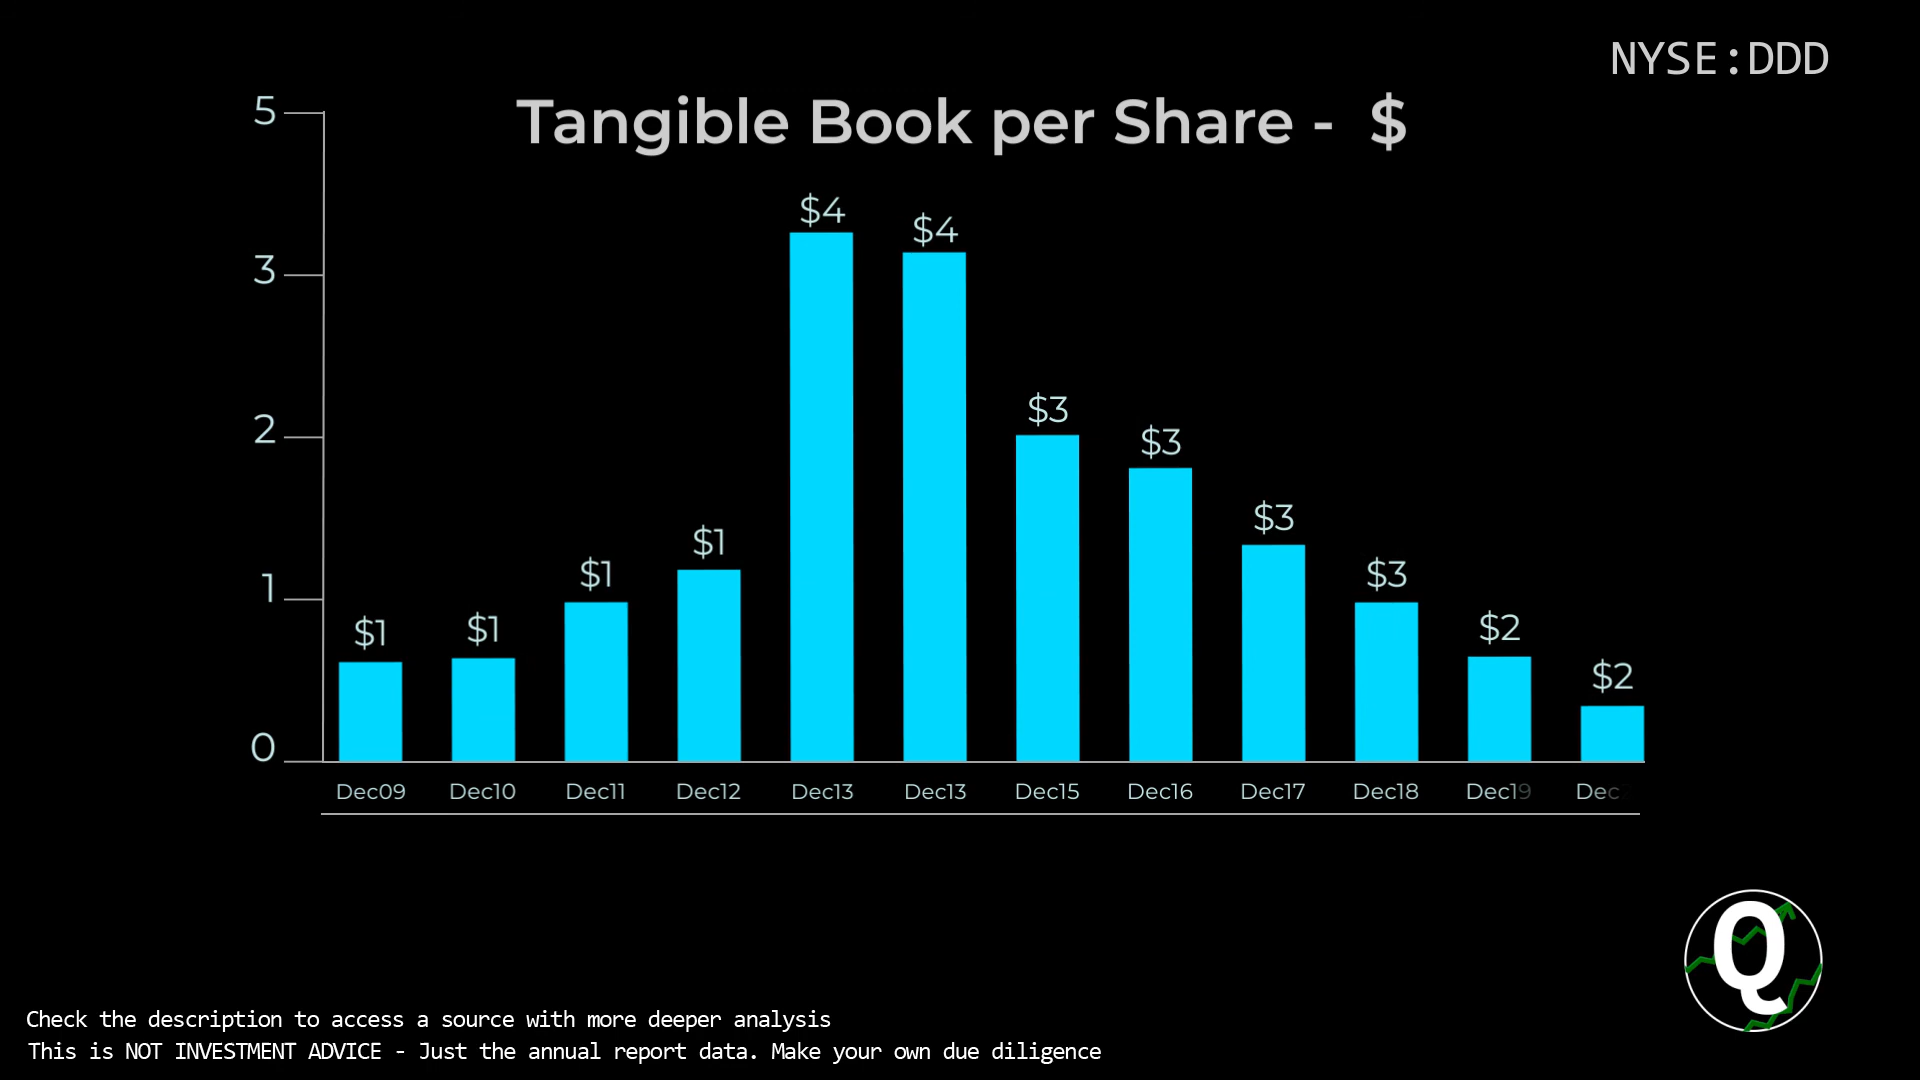 NYSE:DDD
Tangible Book per Share - $
5
3
2
1
0
$1
$1
$1
$1
$4
$4
$3
$3
$3
$3
$2
$2
Dec09 Dec10 Dec11 Dec12 Dec13 Dec13 Dec15 Dec16 Dec17 Dec18 Dec19 Dec
Q
Check the description to access a source with more deeper analysis
This is NOT INVESTMENT ADVICE - Just the annual report data. Make your own due diligence